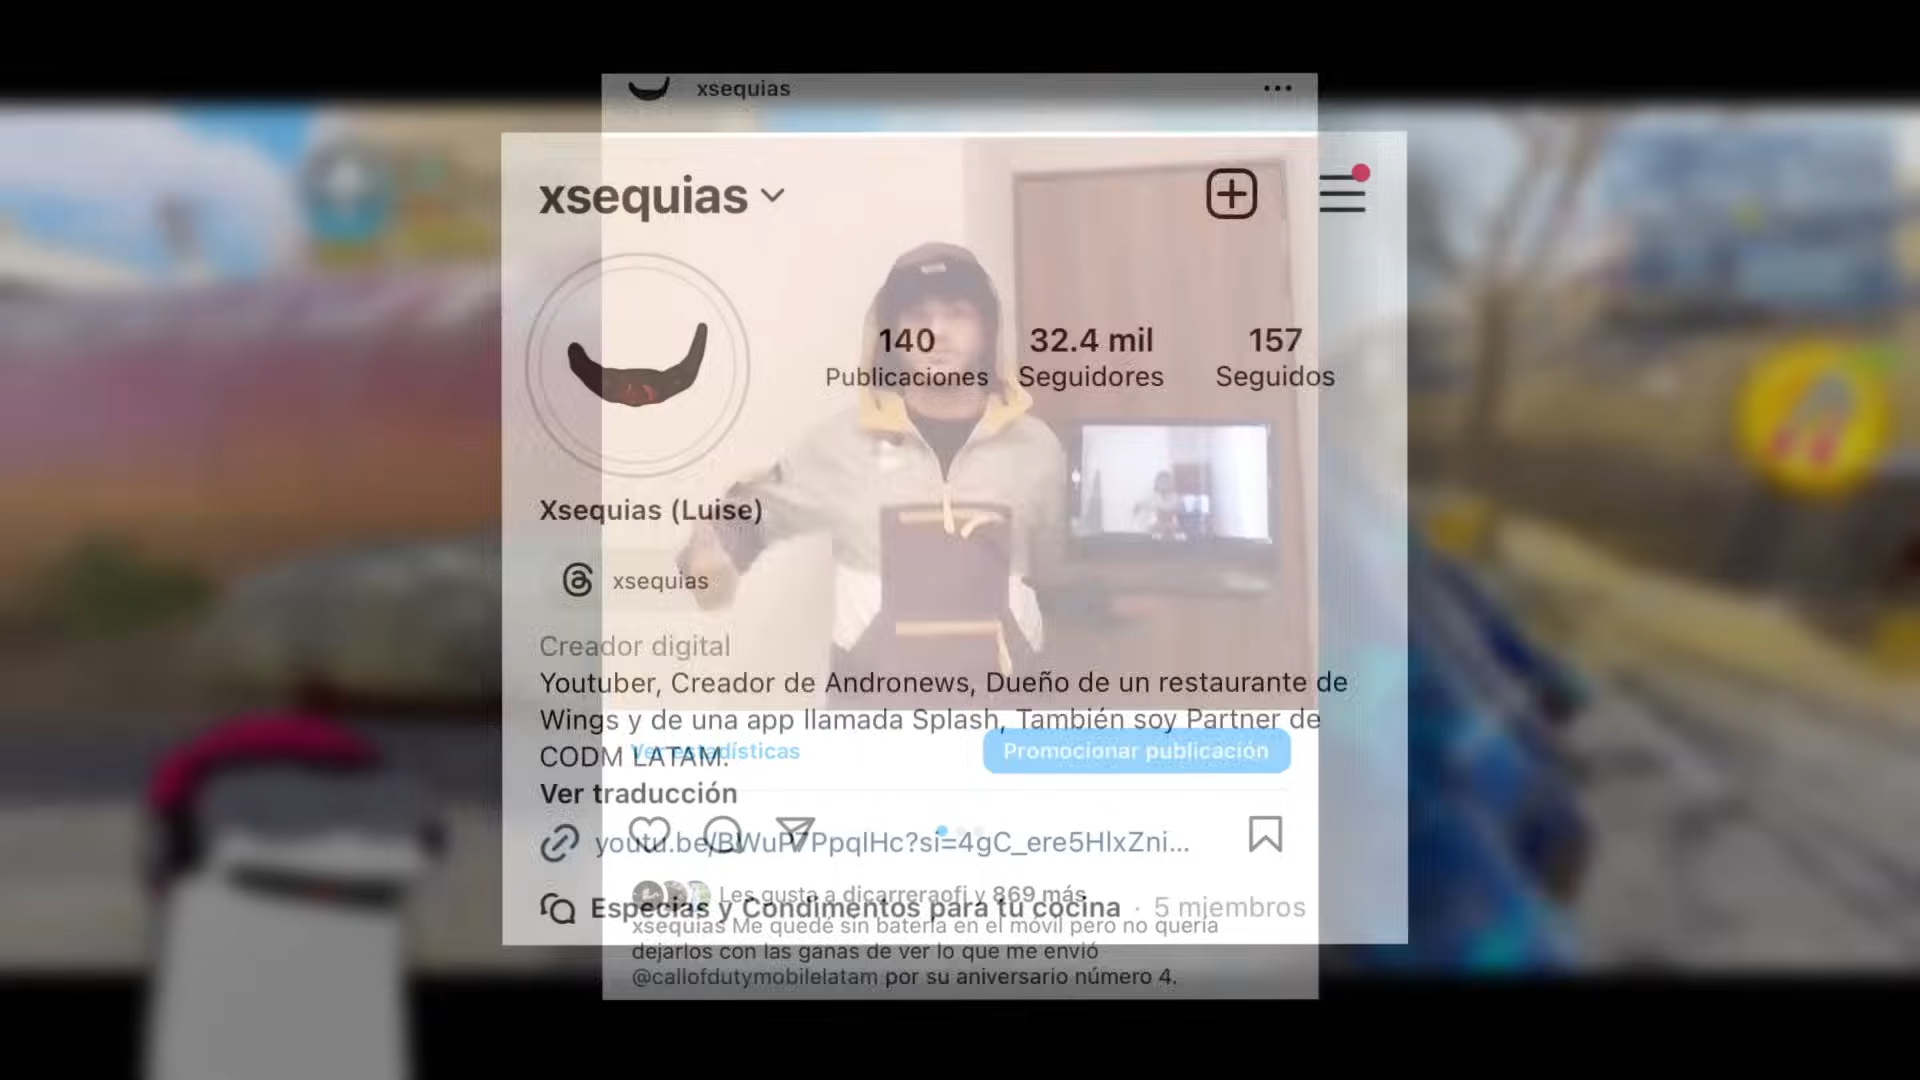 xsequias
xsequias
140
32.4 mil
157
Publicaciones
Seguidores
Seguidos
Xsequias (Luise)
xsequias
Creador digital
Youtuber, Creador de Andronews, Dueño de un restaurante de
Wings y de una app llamada Splash, También soy Partner de
CODM LATAM.
Ver estadísticas
Promocionar publicación
Ver traducción
youtu.be/BWuP7PpqlHc?si=4gC_ere5HlxZni...
Les gusta a dicarreraofi y 869 más
Especias y Condimentos para tu cocina · 5 miembros
xsequias Me quedé sin batería en el móvil pero no quería
dejarlos con las ganas de ver lo que me envió
@callofdutymobilelatam por su aniversario número 4.